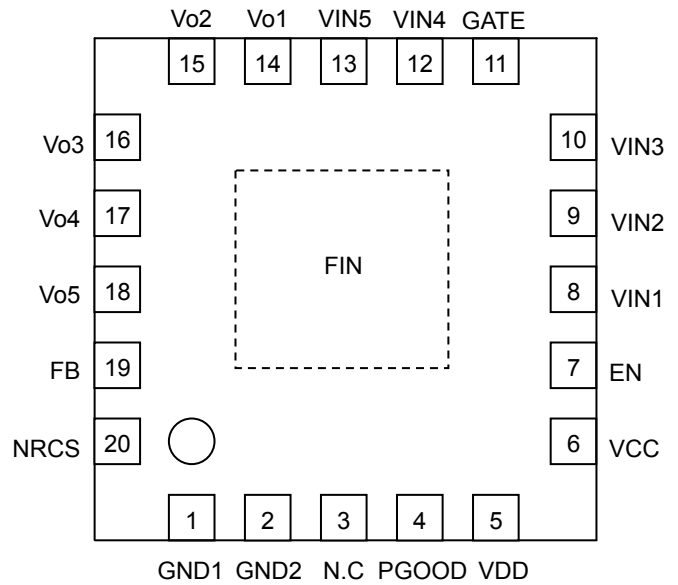 Vo2 Vo1 VIN5 VIN4 GATE
15 14 13 12 11
Vo3 16 10 VIN3
Vo4 17 9 VIN2
FIN
Vo5 18 8 VIN1
FB 19 7 EN
NRCS 20 6 VCC
1 2 3 4 5
GND1 GND2 N.C PGOOD VDD